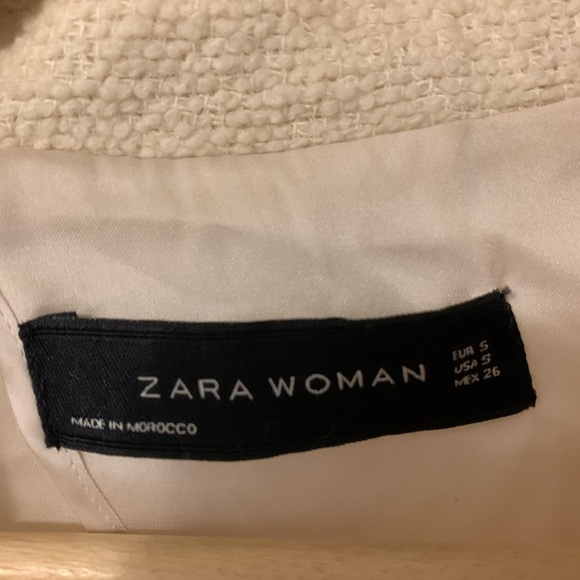 ZARA WOMAN
MADE IN MOROCCO
EUR S
USA S
MEX 26